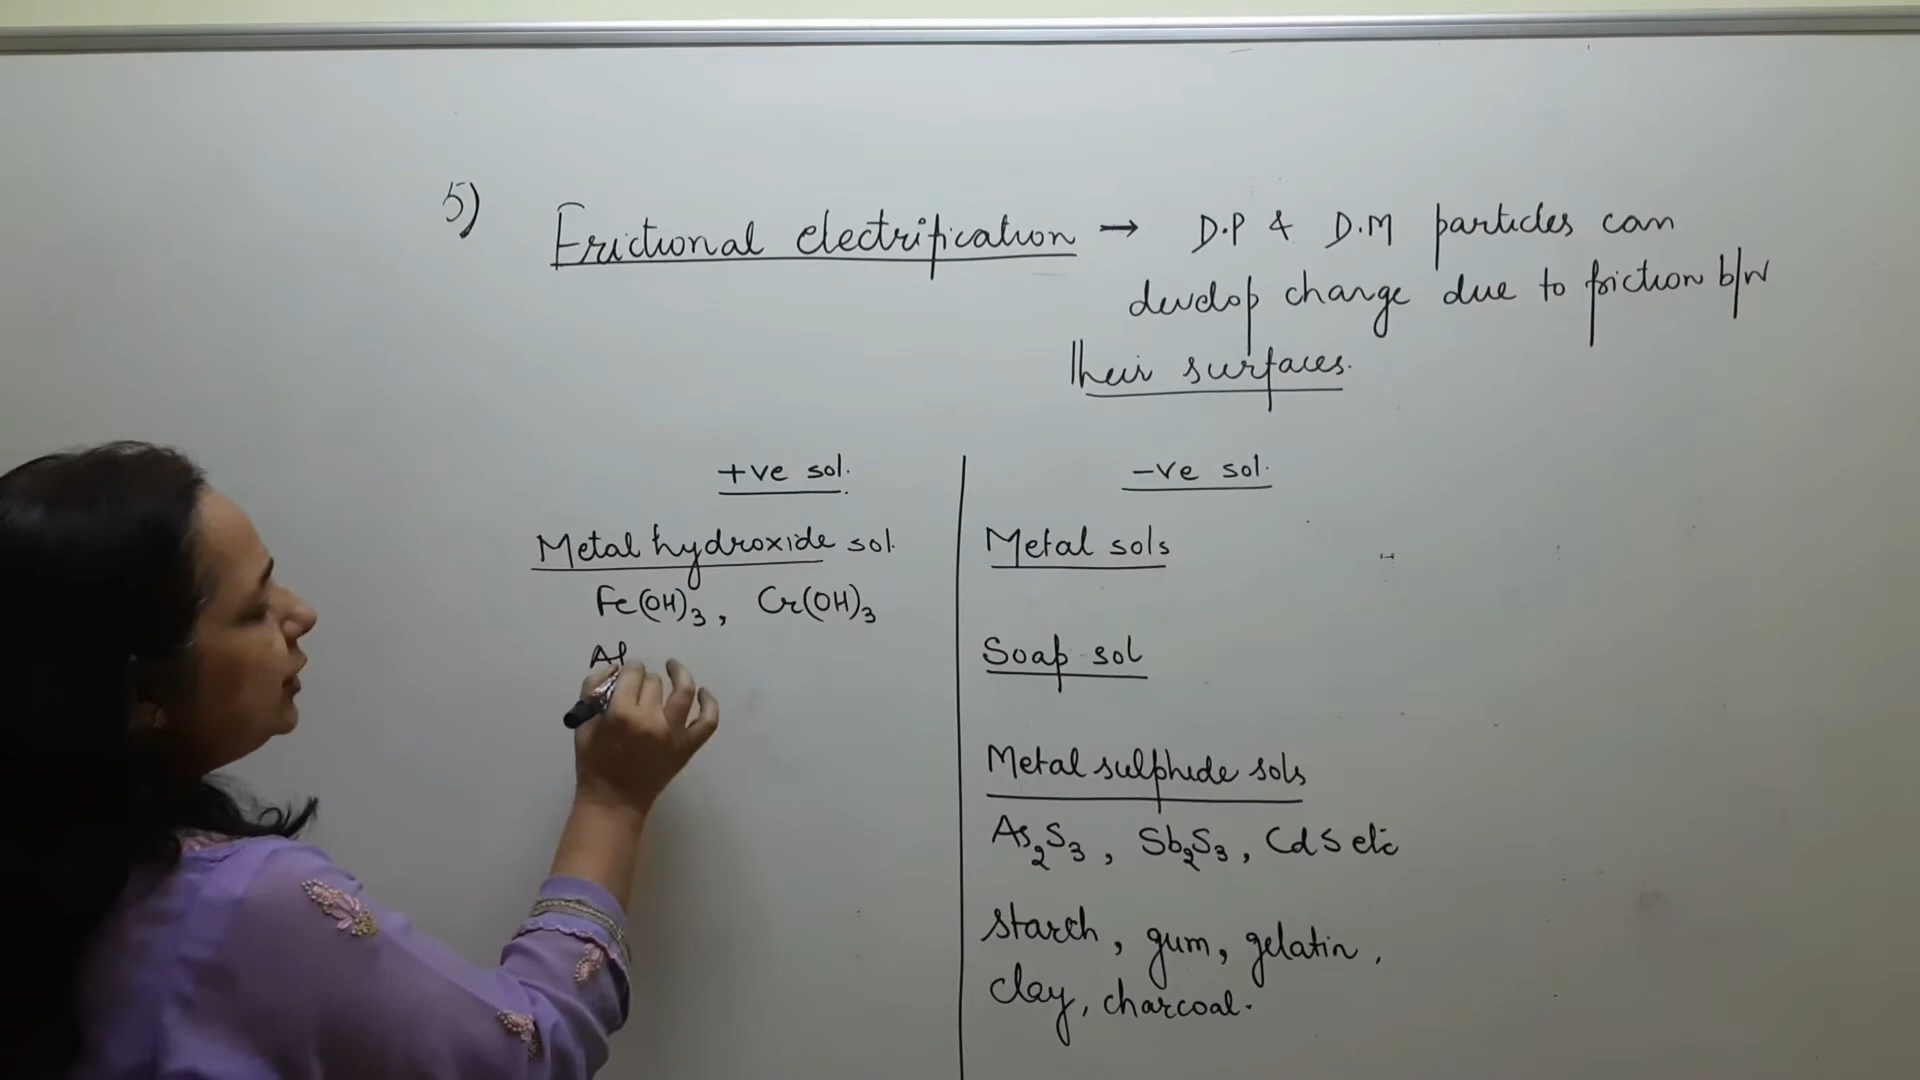 5) Frictional electrification → D.P & D.M particles can
develop charge due to friction b/w
their surfaces.
+ve sol.
Metal hydroxide sol.
Fe(OH)₃, Cr(OH)₃
Al
-ve sol.
Metal sols
Soap sol
Metal sulphide sols
As₂S₃, Sb₂S₃, CdS etc
starch, gum, gelatin,
clay, charcoal.